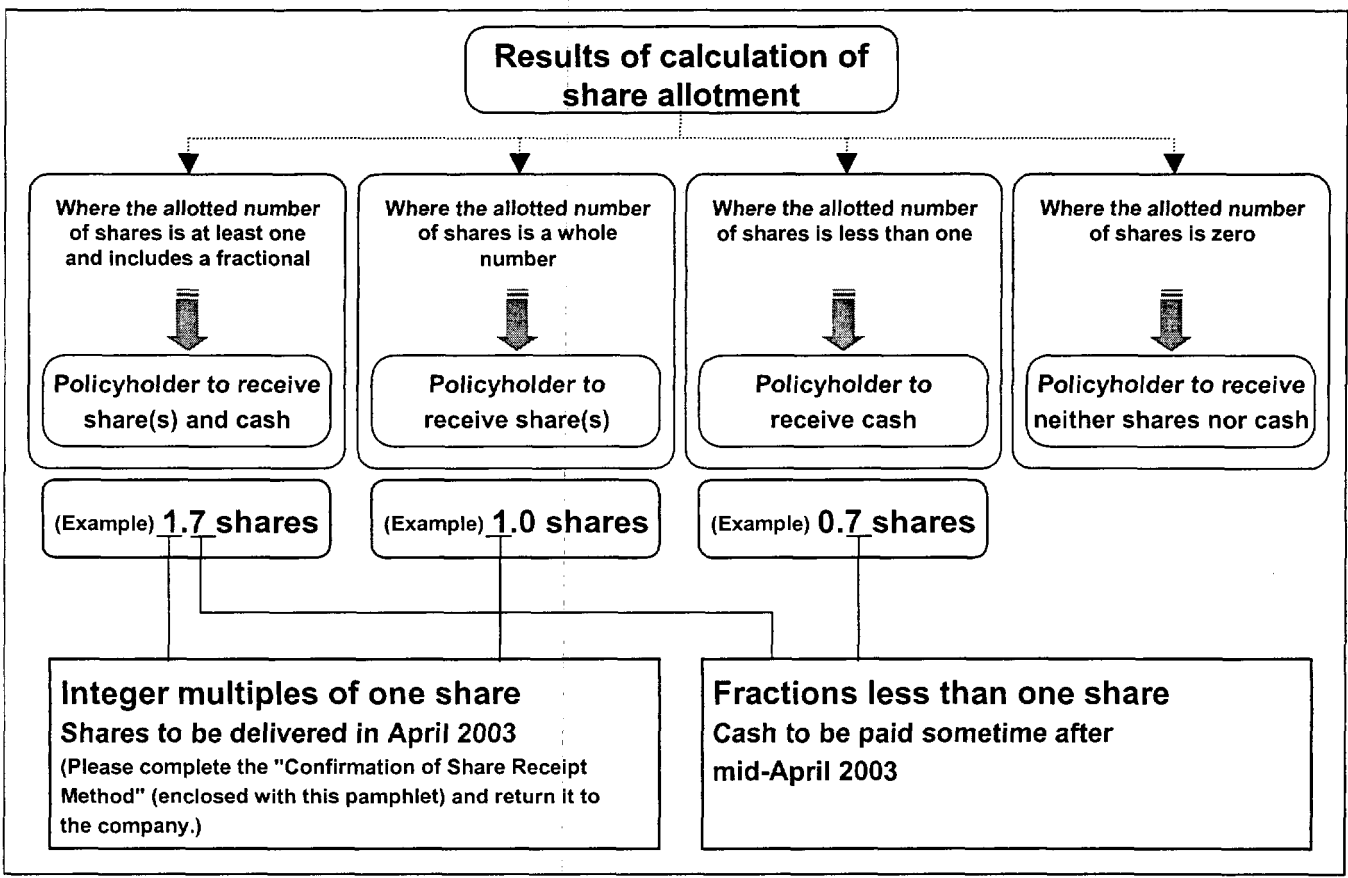 Results of calculation of
share allotment
Where the allotted number
of shares is at least one
and includes a fractional
Policyholder to receive
share(s) and cash
(Example) 1.7 shares
Where the allotted number
of shares is a whole
number
Policyholder to
receive share(s)
(Example) 1.0 shares
Where the allotted number
of shares is less than one
Policyholder to
receive cash
(Example) 0.7 shares
Where the allotted number
of shares is zero
Policyholder to receive
neither shares nor cash
Integer multiples of one share
Shares to be delivered in April 2003
(Please complete the "Confirmation of Share Receipt
Method" (enclosed with this pamphlet) and return it to
the company.)
Fractions less than one share
Cash to be paid sometime after
mid-April 2003